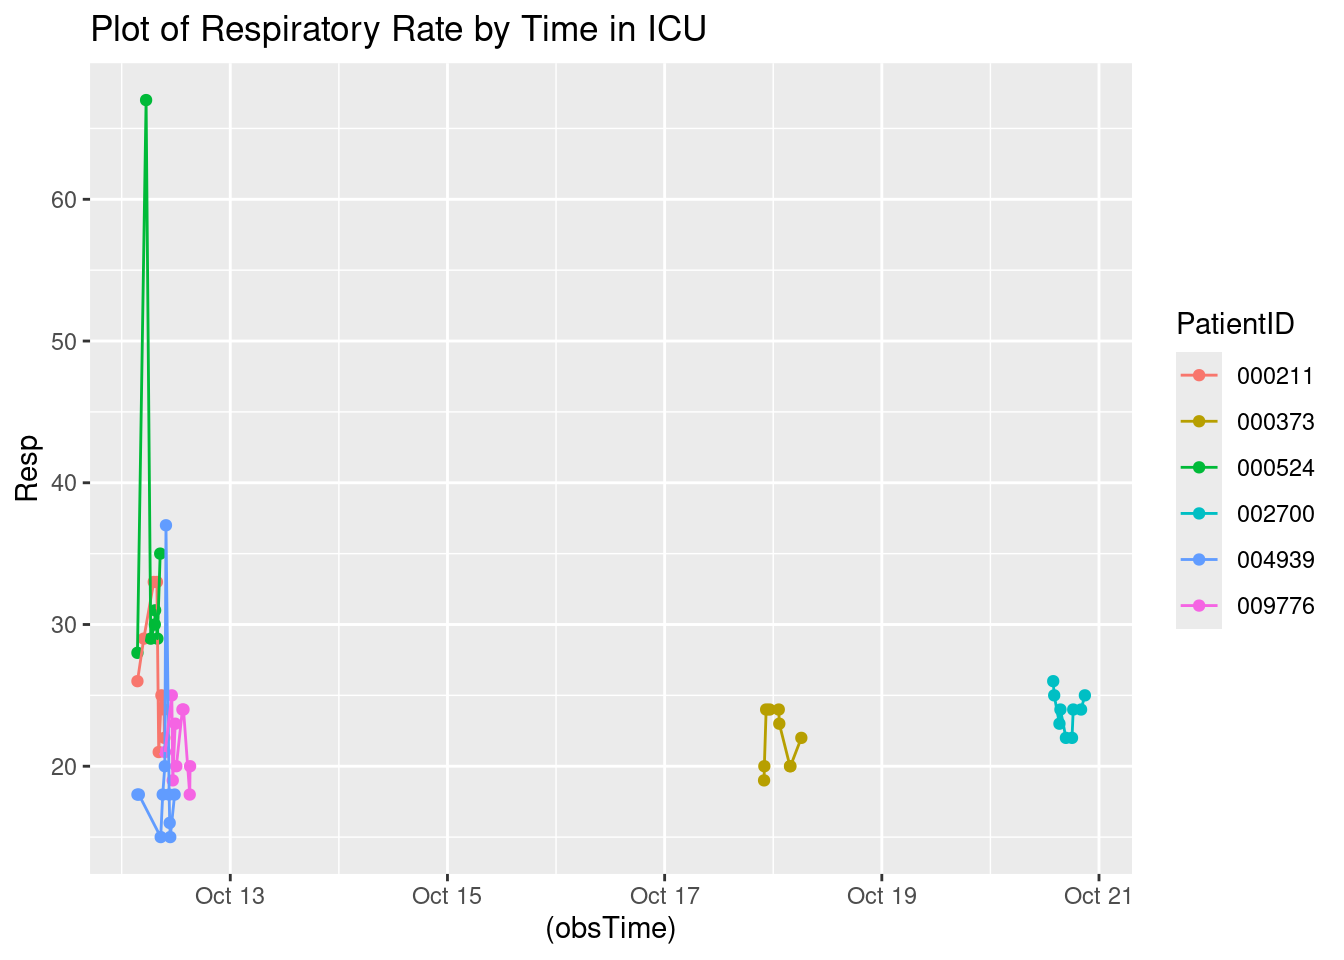 Plot of Respiratory Rate by Time in ICU
60
50
40
30
20
Resp
Oct 13
Oct 15
Oct 17
Oct 19
Oct 21
(obsTime)
PatientID
000211
000373
000524
002700
004939
009776